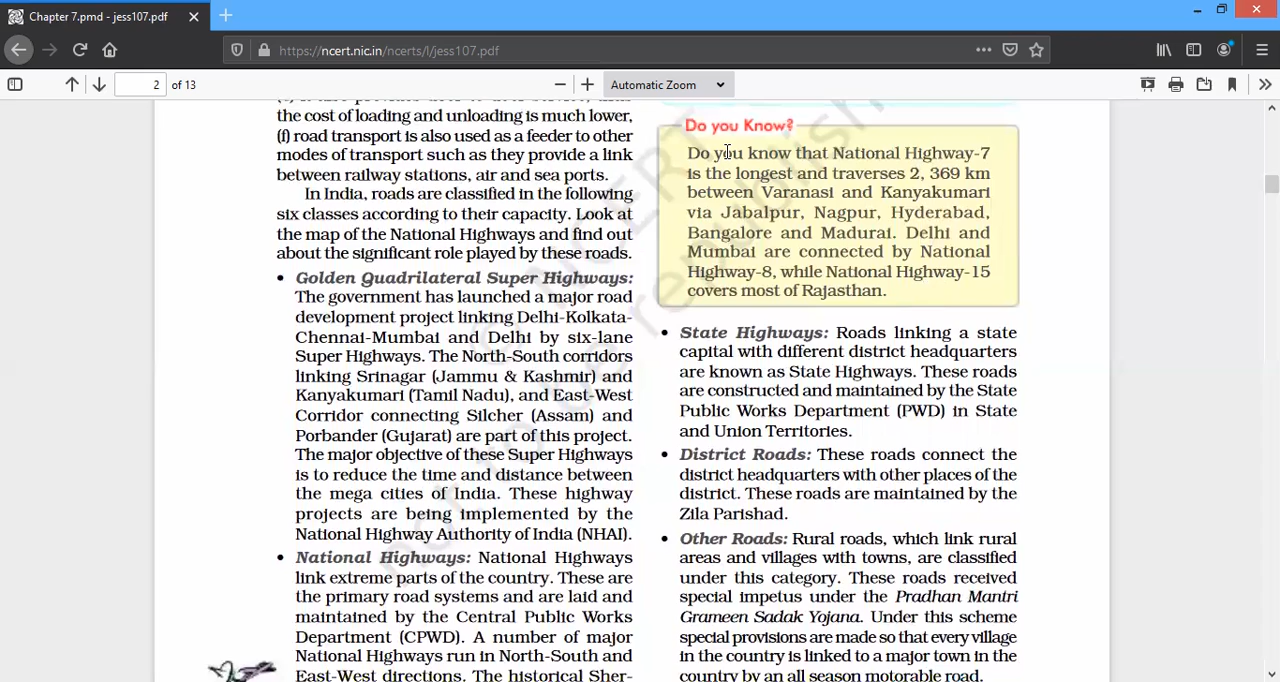 Chapter 7.pmd - jess107.pdf
https://ncert.nic.in/ncerts/l/jess107.pdf
2 of 13
Automatic Zoom
the cost of loading and unloading is much lower,
(f) road transport is also used as a feeder to other
modes of transport such as they provide a link
between railway stations, air and sea ports.
In India, roads are classified in the following
six classes according to their capacity. Look at
the map of the National Highways and find out
about the significant role played by these roads.
• Golden Quadrilateral Super Highways:
The government has launched a major road
development project linking Delhi-Kolkata-
Chennai-Mumbai and Delhi by six-lane
Super Highways. The North-South corridors
linking Srinagar (Jammu & Kashmir) and
Kanyakumari (Tamil Nadu), and East-West
Corridor connecting Silcher (Assam) and
Porbander (Gujarat) are part of this project.
The major objective of these Super Highways
is to reduce the time and distance between
the mega cities of India. These highway
projects are being implemented by the
National Highway Authority of India (NHAI).
• National Highways: National Highways
link extreme parts of the country. These are
the primary road systems and are laid and
maintained by the Central Public Works
Department (CPWD). A number of major
National Highways run in North-South and
East-West directions. The historical Sher-
Do you Know?
Do you know that National Highway-7
is the longest and traverses 2, 369 km
between Varanasi and Kanyakumari
via Jabalpur, Nagpur, Hyderabad,
Bangalore and Madurai. Delhi and
Mumbai are connected by National
Highway-8, while National Highway-15
covers most of Rajasthan.
• State Highways: Roads linking a state
capital with different district headquarters
are known as State Highways. These roads
are constructed and maintained by the State
Public Works Department (PWD) in State
and Union Territories.
• District Roads: These roads connect the
district headquarters with other places of the
district. These roads are maintained by the
Zila Parishad.
• Other Roads: Rural roads, which link rural
areas and villages with towns, are classified
under this category. These roads received
special impetus under the Pradhan Mantri
Grameen Sadak Yojana. Under this scheme
special provisions are made so that every village
in the country is linked to a major town in the
country by an all season motorable road.
© NCERT
not to be republish